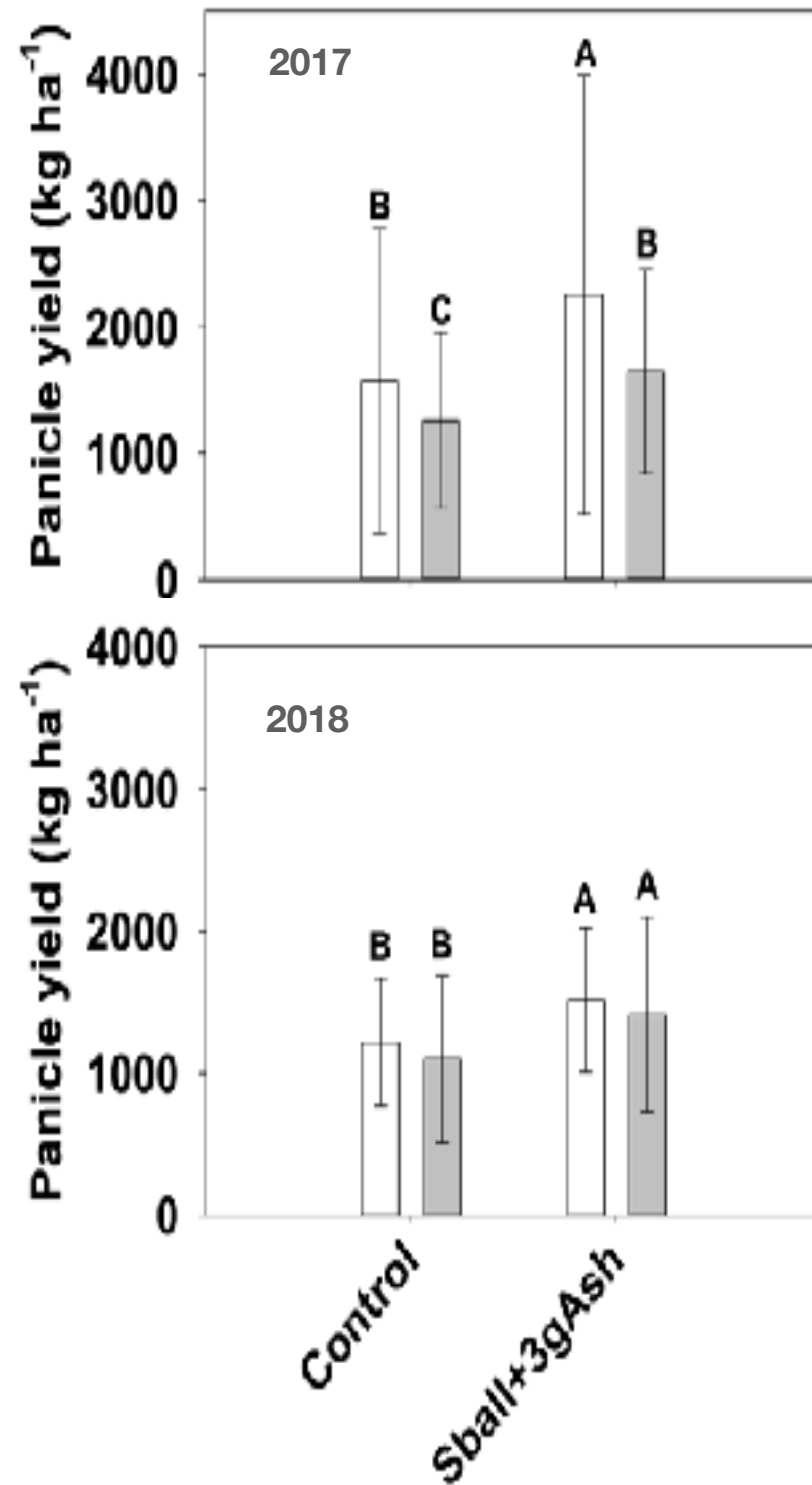 Panicle yield (kg ha⁻¹)
2017
4000
3000
2000
1000
0
B
C
A
B
Panicle yield (kg ha⁻¹)
2018
4000
3000
2000
1000
0
B
B
A
A
Control
Sball+3gAsh